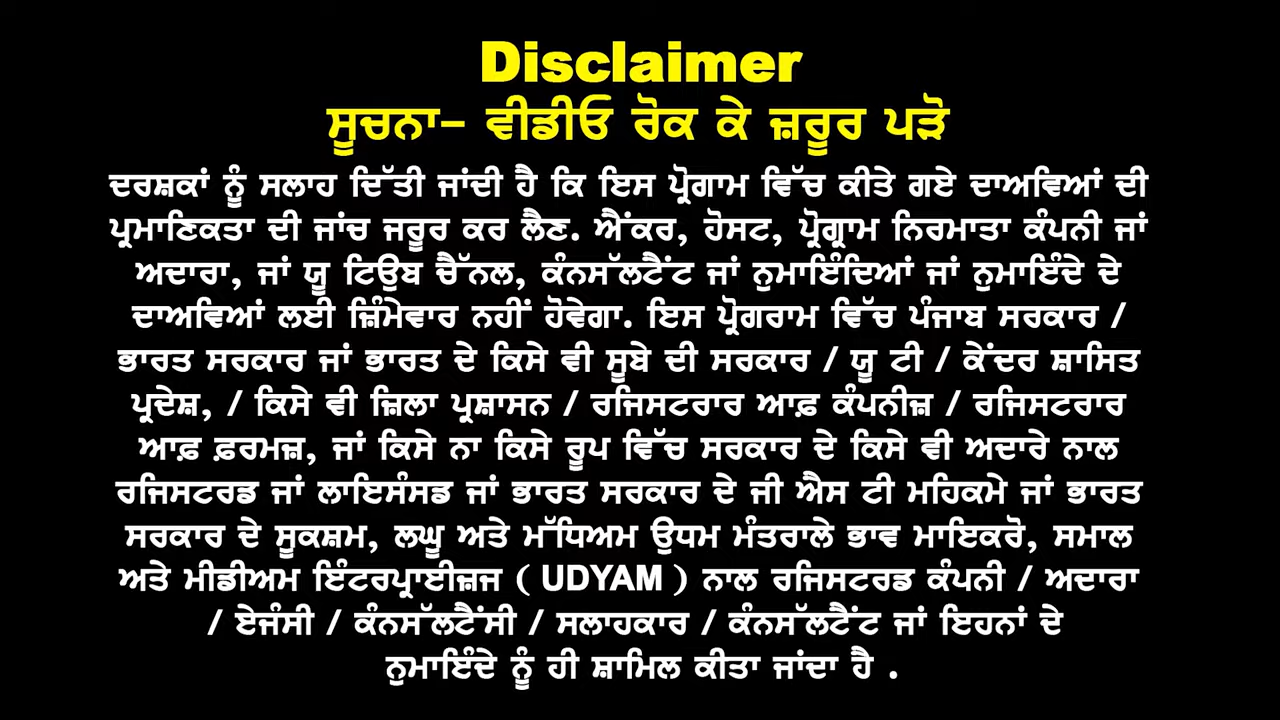 Disclaimer
ਸੂਚਨਾ- ਵੀਡੀਓ ਰੋਕ ਕੇ ਜ਼ਰੂਰ ਪੜੋ
ਦਰਸ਼ਕਾਂ ਨੂੰ ਸਲਾਹ ਦਿੱਤੀ ਜਾਂਦੀ ਹੈ ਕਿ ਇਸ ਪ੍ਰੋਗਾਮ ਵਿੱਚ ਕੀਤੇ ਗਏ ਦਾਅਵਿਆਂ ਦੀ
ਪ੍ਰਮਾਣਿਕਤਾ ਦੀ ਜਾਂਚ ਜਰੂਰ ਕਰ ਲੈਣ. ਐਂਕਰ, ਹੋਸਟ, ਪ੍ਰੋਗ੍ਰਾਮ ਨਿਰਮਾਤਾ ਕੰਪਨੀ ਜਾਂ
ਅਦਾਰਾ, ਜਾਂ ਯੂ ਟਿਊਬ ਚੈੱਨਲ, ਕੰਨਸੱਲਟੈਂਟ ਜਾਂ ਨੁਮਾਇੰਦਿਆਂ ਜਾਂ ਨੁਮਾਇੰਦੇ ਦੇ
ਦਾਅਵਿਆਂ ਲਈ ਜ਼ਿੰਮੇਵਾਰ ਨਹੀਂ ਹੋਵੇਗਾ. ਇਸ ਪ੍ਰੋਗਰਾਮ ਵਿੱਚ ਪੰਜਾਬ ਸਰਕਾਰ /
ਭਾਰਤ ਸਰਕਾਰ ਜਾਂ ਭਾਰਤ ਦੇ ਕਿਸੇ ਵੀ ਸੂਬੇ ਦੀ ਸਰਕਾਰ / ਯੂ ਟੀ / ਕੇਂਦਰ ਸ਼ਾਸਿਤ
ਪ੍ਰਦੇਸ਼, / ਕਿਸੇ ਵੀ ਜ਼ਿਲਾ ਪ੍ਰਸ਼ਾਸਨ / ਰਜਿਸਟਰਾਰ ਆਫ਼ ਕੰਪਨੀਜ਼ / ਰਜਿਸਟਰਾਰ
ਆਫ਼ ਫ਼ਰਮਜ਼, ਜਾਂ ਕਿਸੇ ਨਾ ਕਿਸੇ ਰੂਪ ਵਿੱਚ ਸਰਕਾਰ ਦੇ ਕਿਸੇ ਵੀ ਅਦਾਰੇ ਨਾਲ
ਰਜਿਸਟਰਡ ਜਾਂ ਲਾਇਸੰਸਡ ਜਾਂ ਭਾਰਤ ਸਰਕਾਰ ਦੇ ਜੀ ਐਸ ਟੀ ਮਹਿਕਮੇ ਜਾਂ ਭਾਰਤ
ਸਰਕਾਰ ਦੇ ਸੂਕਸ਼ਮ, ਲਘੂ ਅਤੇ ਮੱਧਿਅਮ ਉਧਮ ਮੰਤਰਾਲੇ ਭਾਵ ਮਾਇਕਰੋ, ਸਮਾਲ
ਅਤੇ ਮੀਡੀਅਮ ਇੰਟਰਪ੍ਰਾਈਜ਼ਜ ( UDYAM ) ਨਾਲ ਰਜਿਸਟਰਡ ਕੰਪਨੀ / ਅਦਾਰਾ
/ ਏਜੰਸੀ / ਕੰਨਸੱਲਟੈਂਸੀ / ਸਲਾਹਕਾਰ / ਕੰਨਸੱਲਟੈਂਟ ਜਾਂ ਇਹਨਾਂ ਦੇ
ਨੁਮਾਇੰਦੇ ਨੂੰ ਹੀ ਸ਼ਾਮਿਲ ਕੀਤਾ ਜਾਂਦਾ ਹੈ .